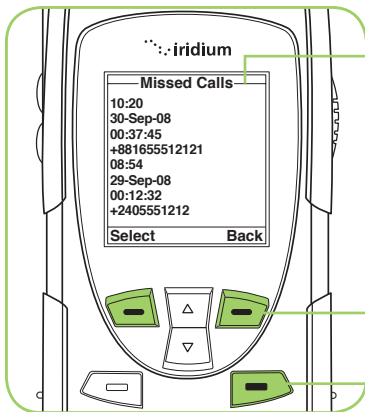 iridium
Missed Calls
10:20
30-Sep-08
00:37:45
+881655512121
08:54
29-Sep-08
00:12:32
+2405551212
Select Back